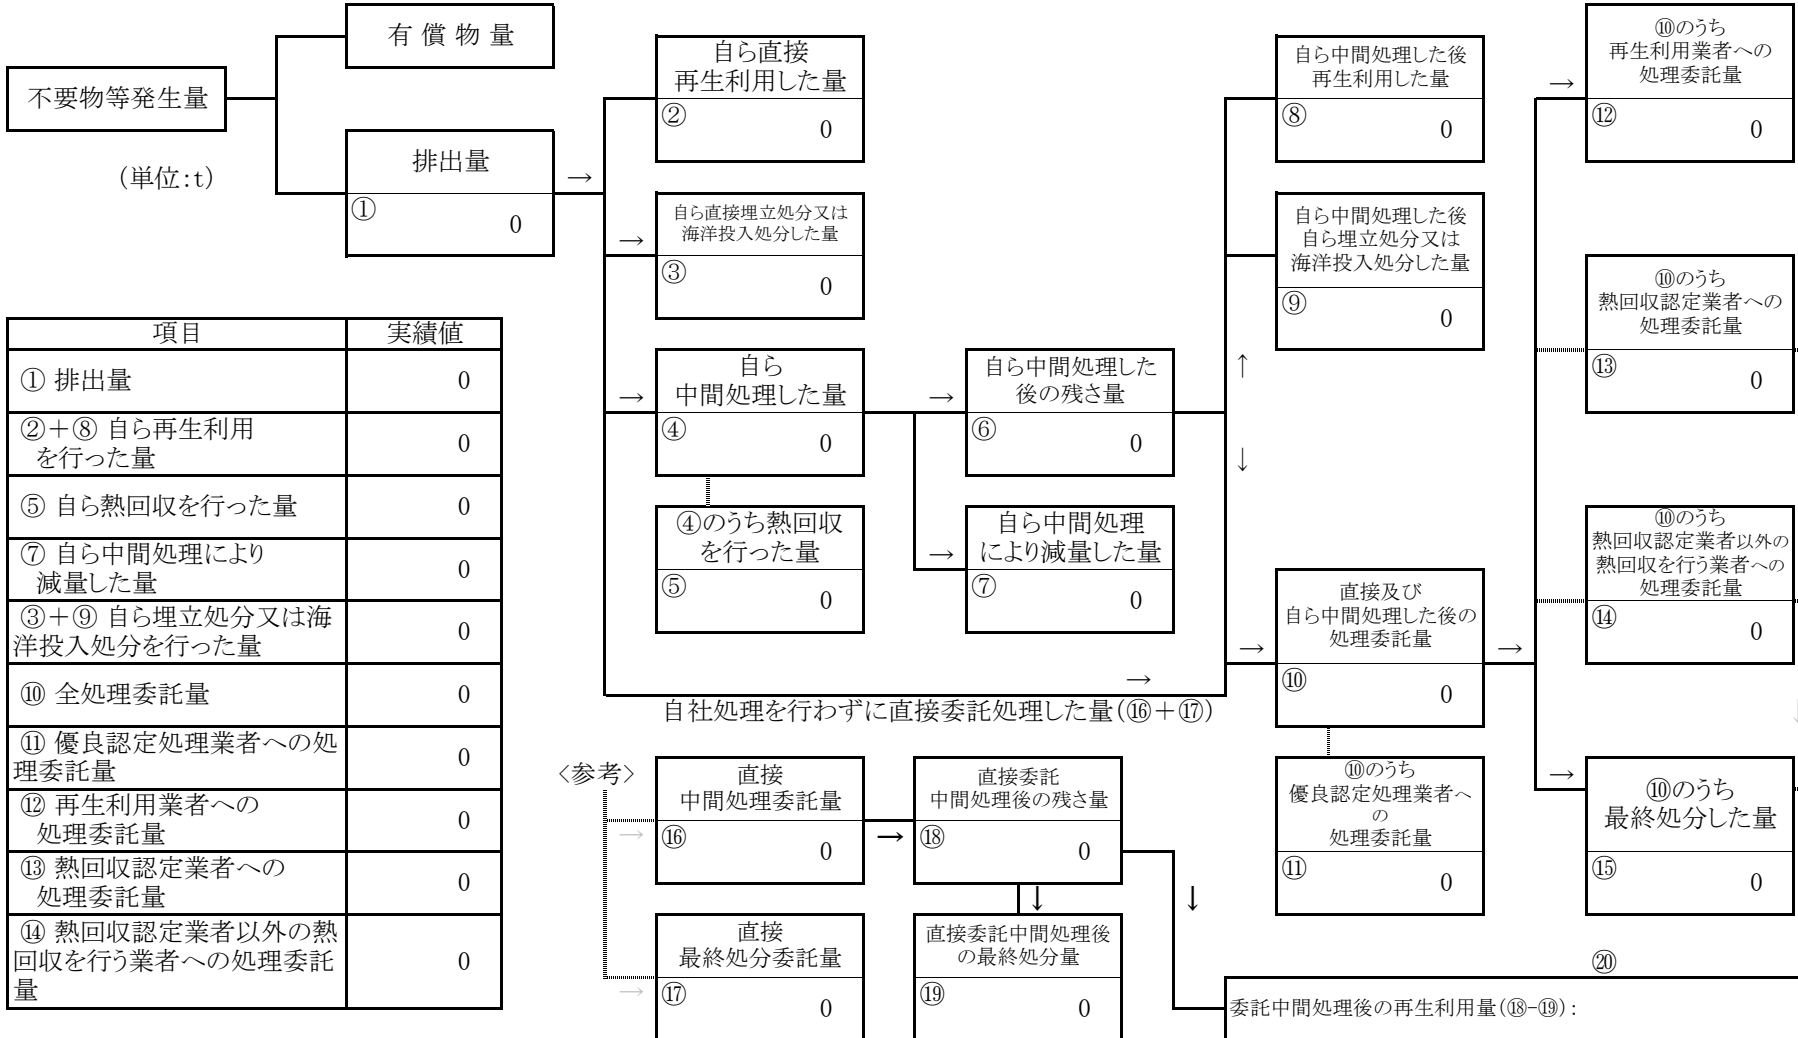 有償物量
不要物等発生量
(単位:t)
排出量
①
0
→
自ら直接
再生利用した量
②
0
→
自ら直接埋立処分又は
海洋投入処分した量
③
0
→
自ら
中間処理した量
④
0
④のうち熱回収
を行った量
⑤
0
→
自ら中間処理した
後の残さ量
⑥
0
→
自ら中間処理
により減量した量
⑦
0
自ら中間処理した後
再生利用した量
⑧
0
自ら中間処理した後
自ら埋立処分又は
海洋投入処分した量
⑨
0
↑
↓
→
自社処理を行わずに直接委託処理した量(⑯+⑰)
→
直接及び
自ら中間処理した後の
処理委託量
⑩
0
→
⑩のうち
優良認定処理業者へ
の
処理委託量
⑪
0
→
⑩のうち
再生利用業者への
処理委託量
⑫
0
⑩のうち
熱回収認定業者への
処理委託量
⑬
0
⑩のうち
熱回収認定業者以外の
熱回収を行う業者への
処理委託量
⑭
0
↓
→
⑩のうち
最終処分した量
⑮
0
項目 実績値
① 排出量 0
②+⑧ 自ら再生利用
を行った量 0
⑤ 自ら熱回収を行った量 0
⑦ 自ら中間処理により
減量した量 0
③+⑨ 自ら埋立処分又は海
洋投入処分を行った量 0
⑩ 全処理委託量 0
⑪ 優良認定処理業者への処
理委託量 0
⑫ 再生利用業者への
処理委託量 0
⑬ 熱回収認定業者への
処理委託量 0
⑭ 熱回収認定業者以外の熱
回収を行う業者への処理委託
量 0
<参考>
→
直接
中間処理委託量
⑯
0
→
直接委託
中間処理後の残さ量
⑱
0
↓
↓
→
直接
最終処分委託量
⑰
0
直接委託中間処理後
の最終処分量
⑲
0
⑳
委託中間処理後の再生利用量(⑱-⑲):